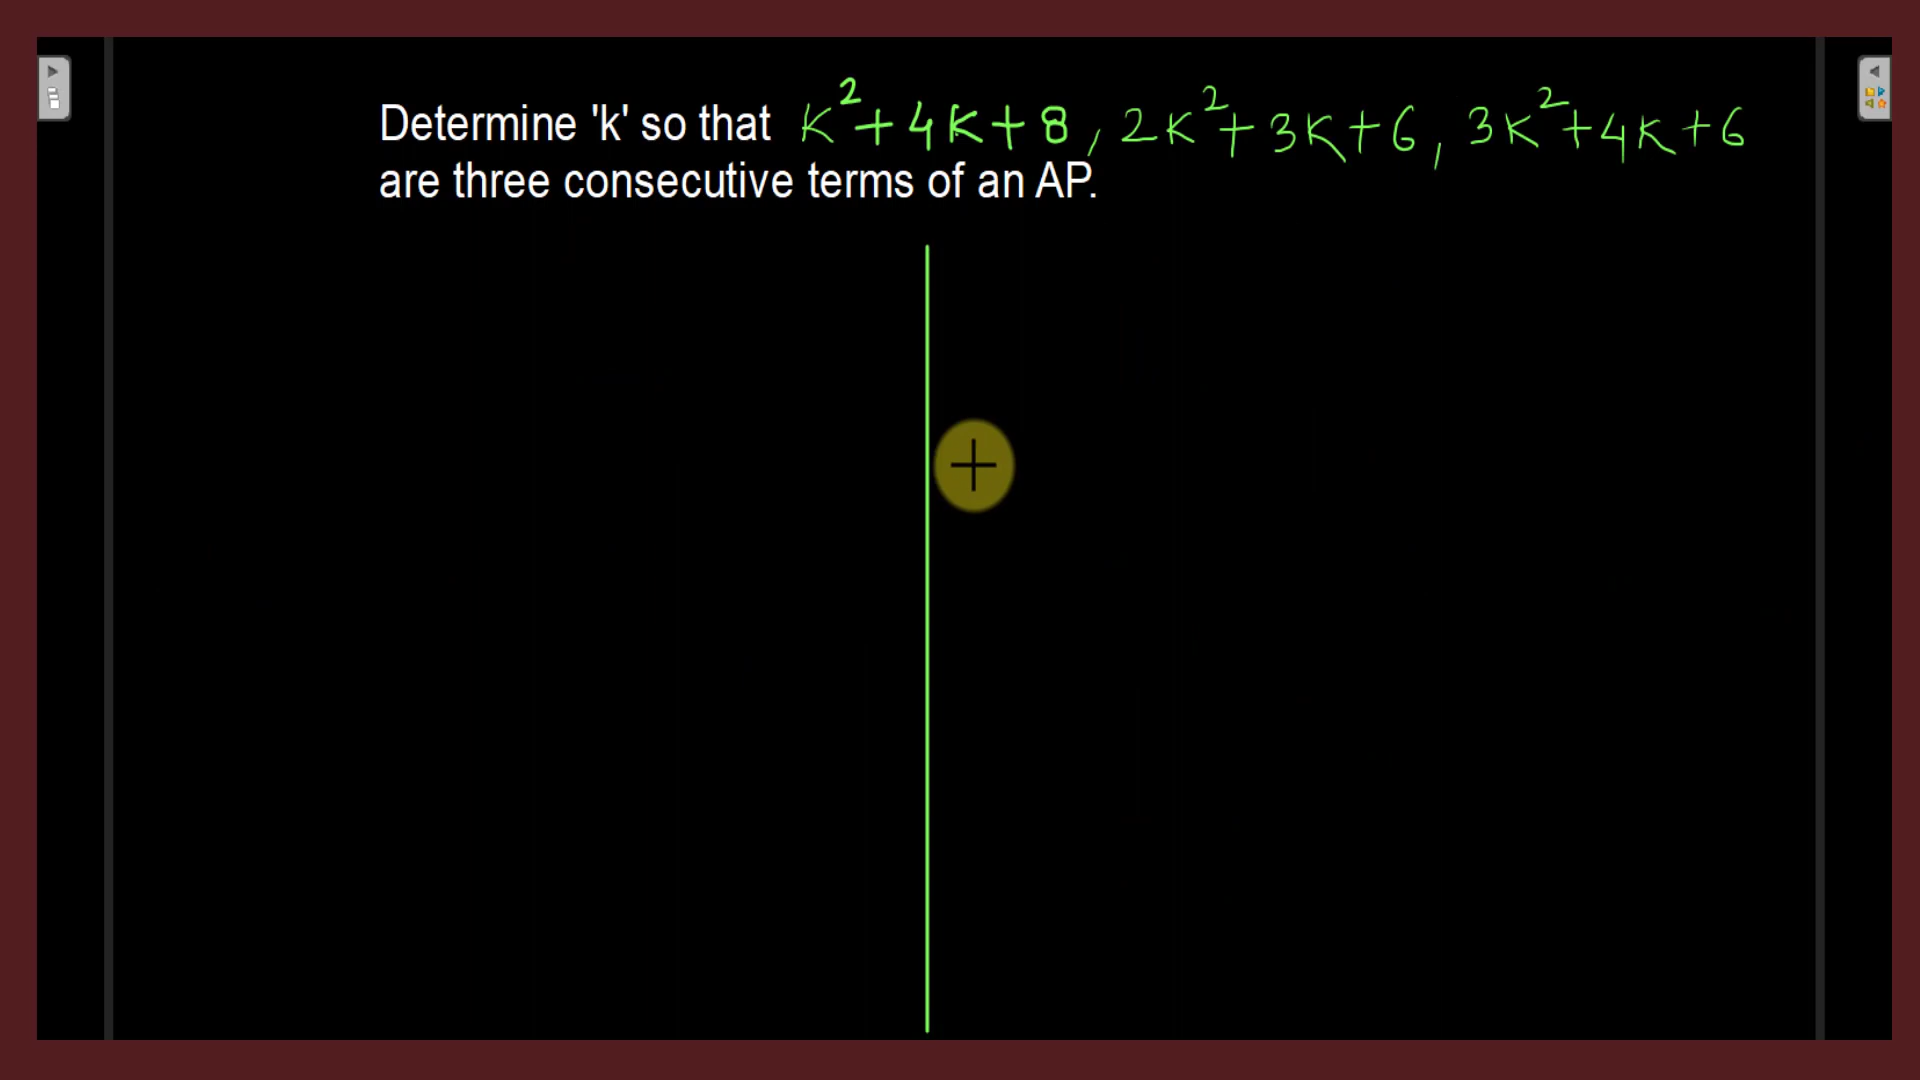 Determine 'k' so that k²+4k+8, 2k²+3k+6, 3k²+4k+6
are three consecutive terms of an AP.